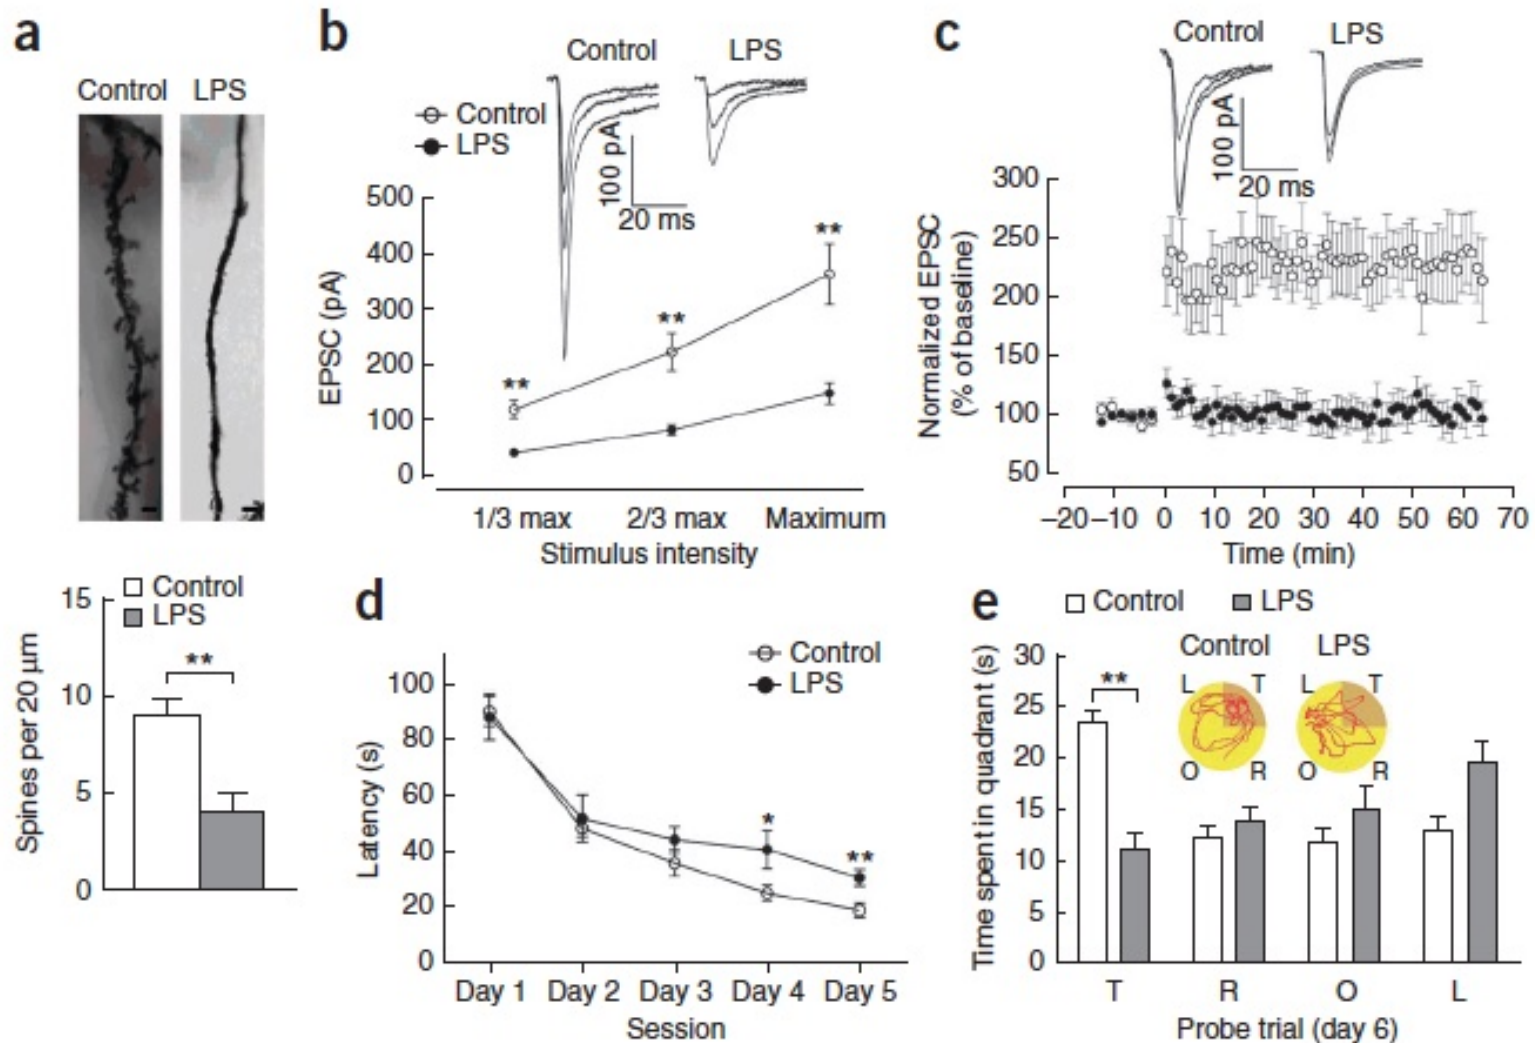 a
Control LPS
Control
LPS
**
Spines per 20 µm
15
10
5
0
b
Control LPS
Control
LPS
100 pA
20 ms
EPSC (pA)
500
400
300
200
100
0
** ** **
1/3 max 2/3 max Maximum
Stimulus intensity
c
Control LPS
100 pA
20 ms
Normalized EPSC
(% of baseline)
300
250
200
150
100
50
–20 –10 0 10 20 30 40 50 60 70
Time (min)
d
Control
LPS
Latency (s)
100
80
60
40
20
0
* **
Day 1 Day 2 Day 3 Day 4 Day 5
Session
e
Control LPS
Control LPS
L T L T
O R O R
**
Time spent in quadrant (s)
30
25
20
15
10
5
0
T R O L
Probe trial (day 6)